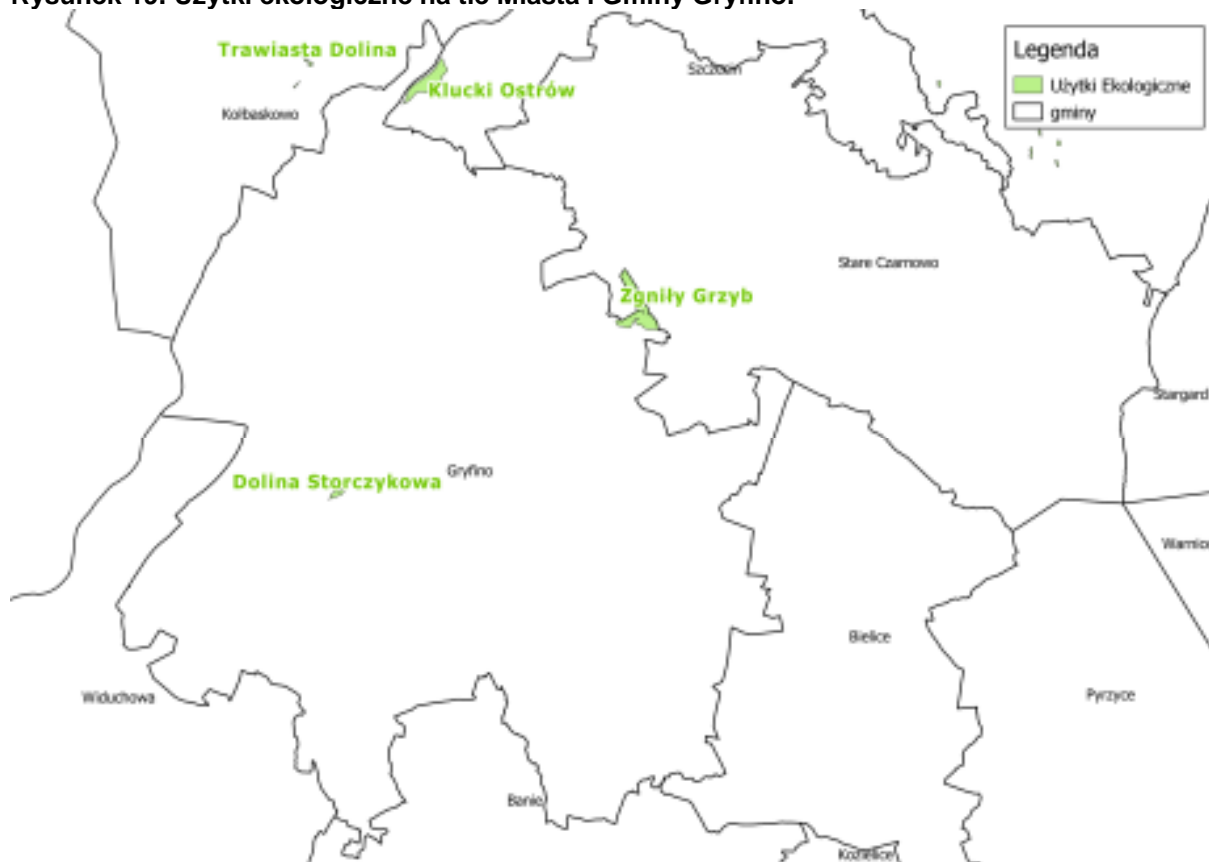 Rysunek 10. Użytki ekologiczne na tle Miasta i Gminy Gryfino.
Trawiasta Dolina
Klucki Ostrów
Szczecin
Kołbaskowo
Legenda
Użytki Ekologiczne
gminy
Stare Czarnowo
Zgniły Grzyb
Stargard
Gryfino
Dolina Storczykowa
Warnice
Bielice
Widuchowa
Pyrzyce
Banie
Kozielice